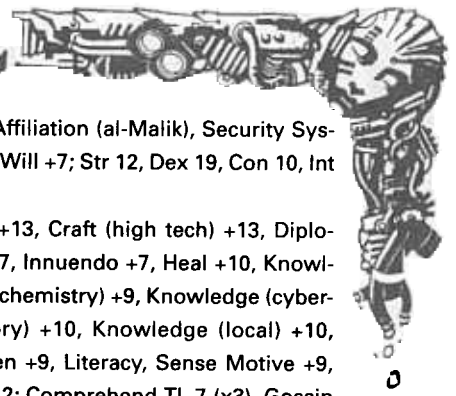 Affiliation (al-Malik), Security Sys-
Will +7; Str 12, Dex 19, Con 10, Int
+13, Craft (high tech) +13, Diplo-
7, Innuendo +7, Heal +10, Knowl-
chemistry) +9, Knowledge (cyber-
ry) +10, Knowledge (local) +10,
en +9, Literacy, Sense Motive +9,
2; Comprehend TL 7 (x3), Gossip